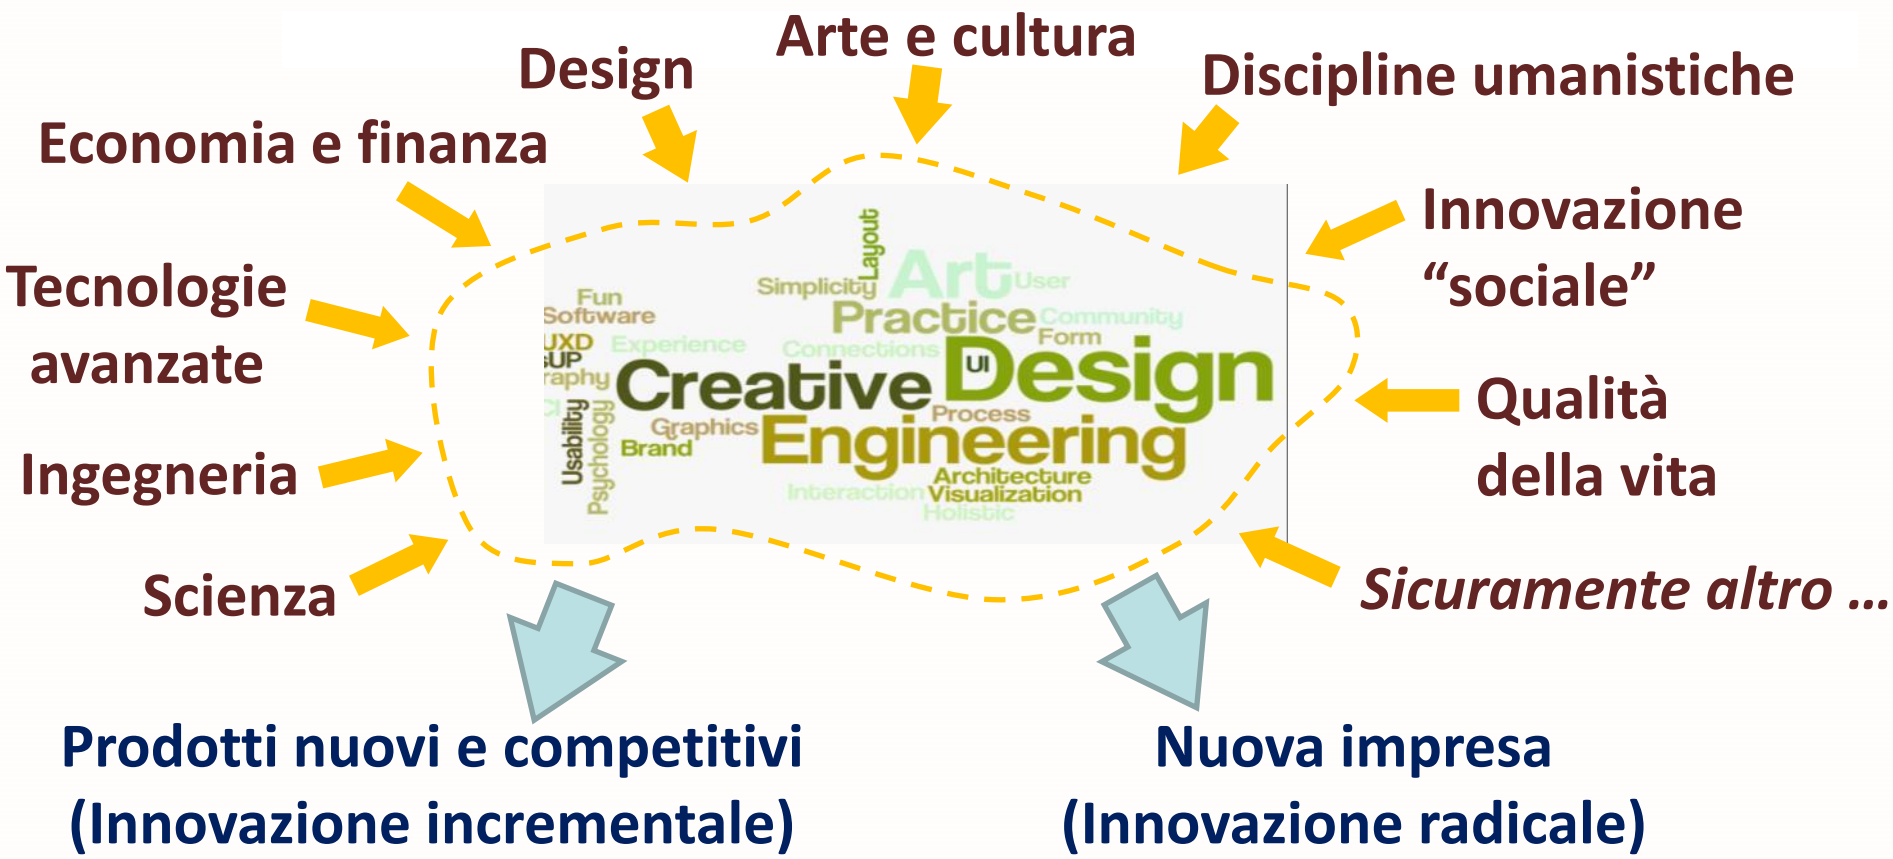 Arte e cultura
Design
Discipline umanistiche
Economia e finanza
Innovazione
“sociale”
Tecnologie
avanzate
Qualità
della vita
Ingegneria
Scienza
Sicuramente altro ...
Layout
Simplicity
Art
User
Fun
Software
Practice
Community
UXD
Experience
Connections
Form
UP
raphy
Creative
UI
Design
Usability
Psychology
Graphics
Process
Brand
Engineering
Architecture
Interaction
Visualization
Holistic
Prodotti nuovi e competitivi
(Innovazione incrementale)
Nuova impresa
(Innovazione radicale)